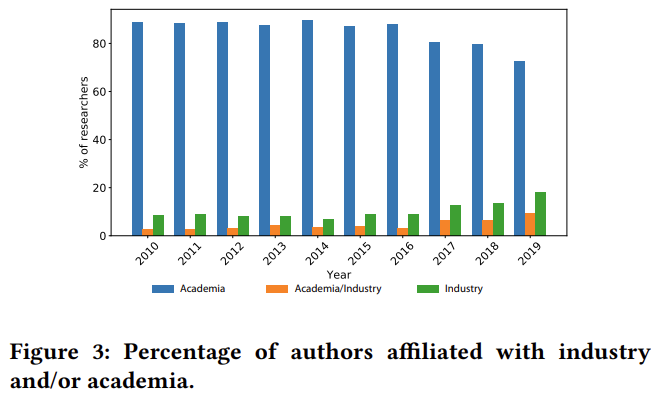 80
60
40
20
0
% of researchers
2010 2011 2012 2013 2014 2015 2016 2017 2018 2019
Year
Academia Academia/Industry Industry
Figure 3: Percentage of authors affiliated with industry
and/or academia.